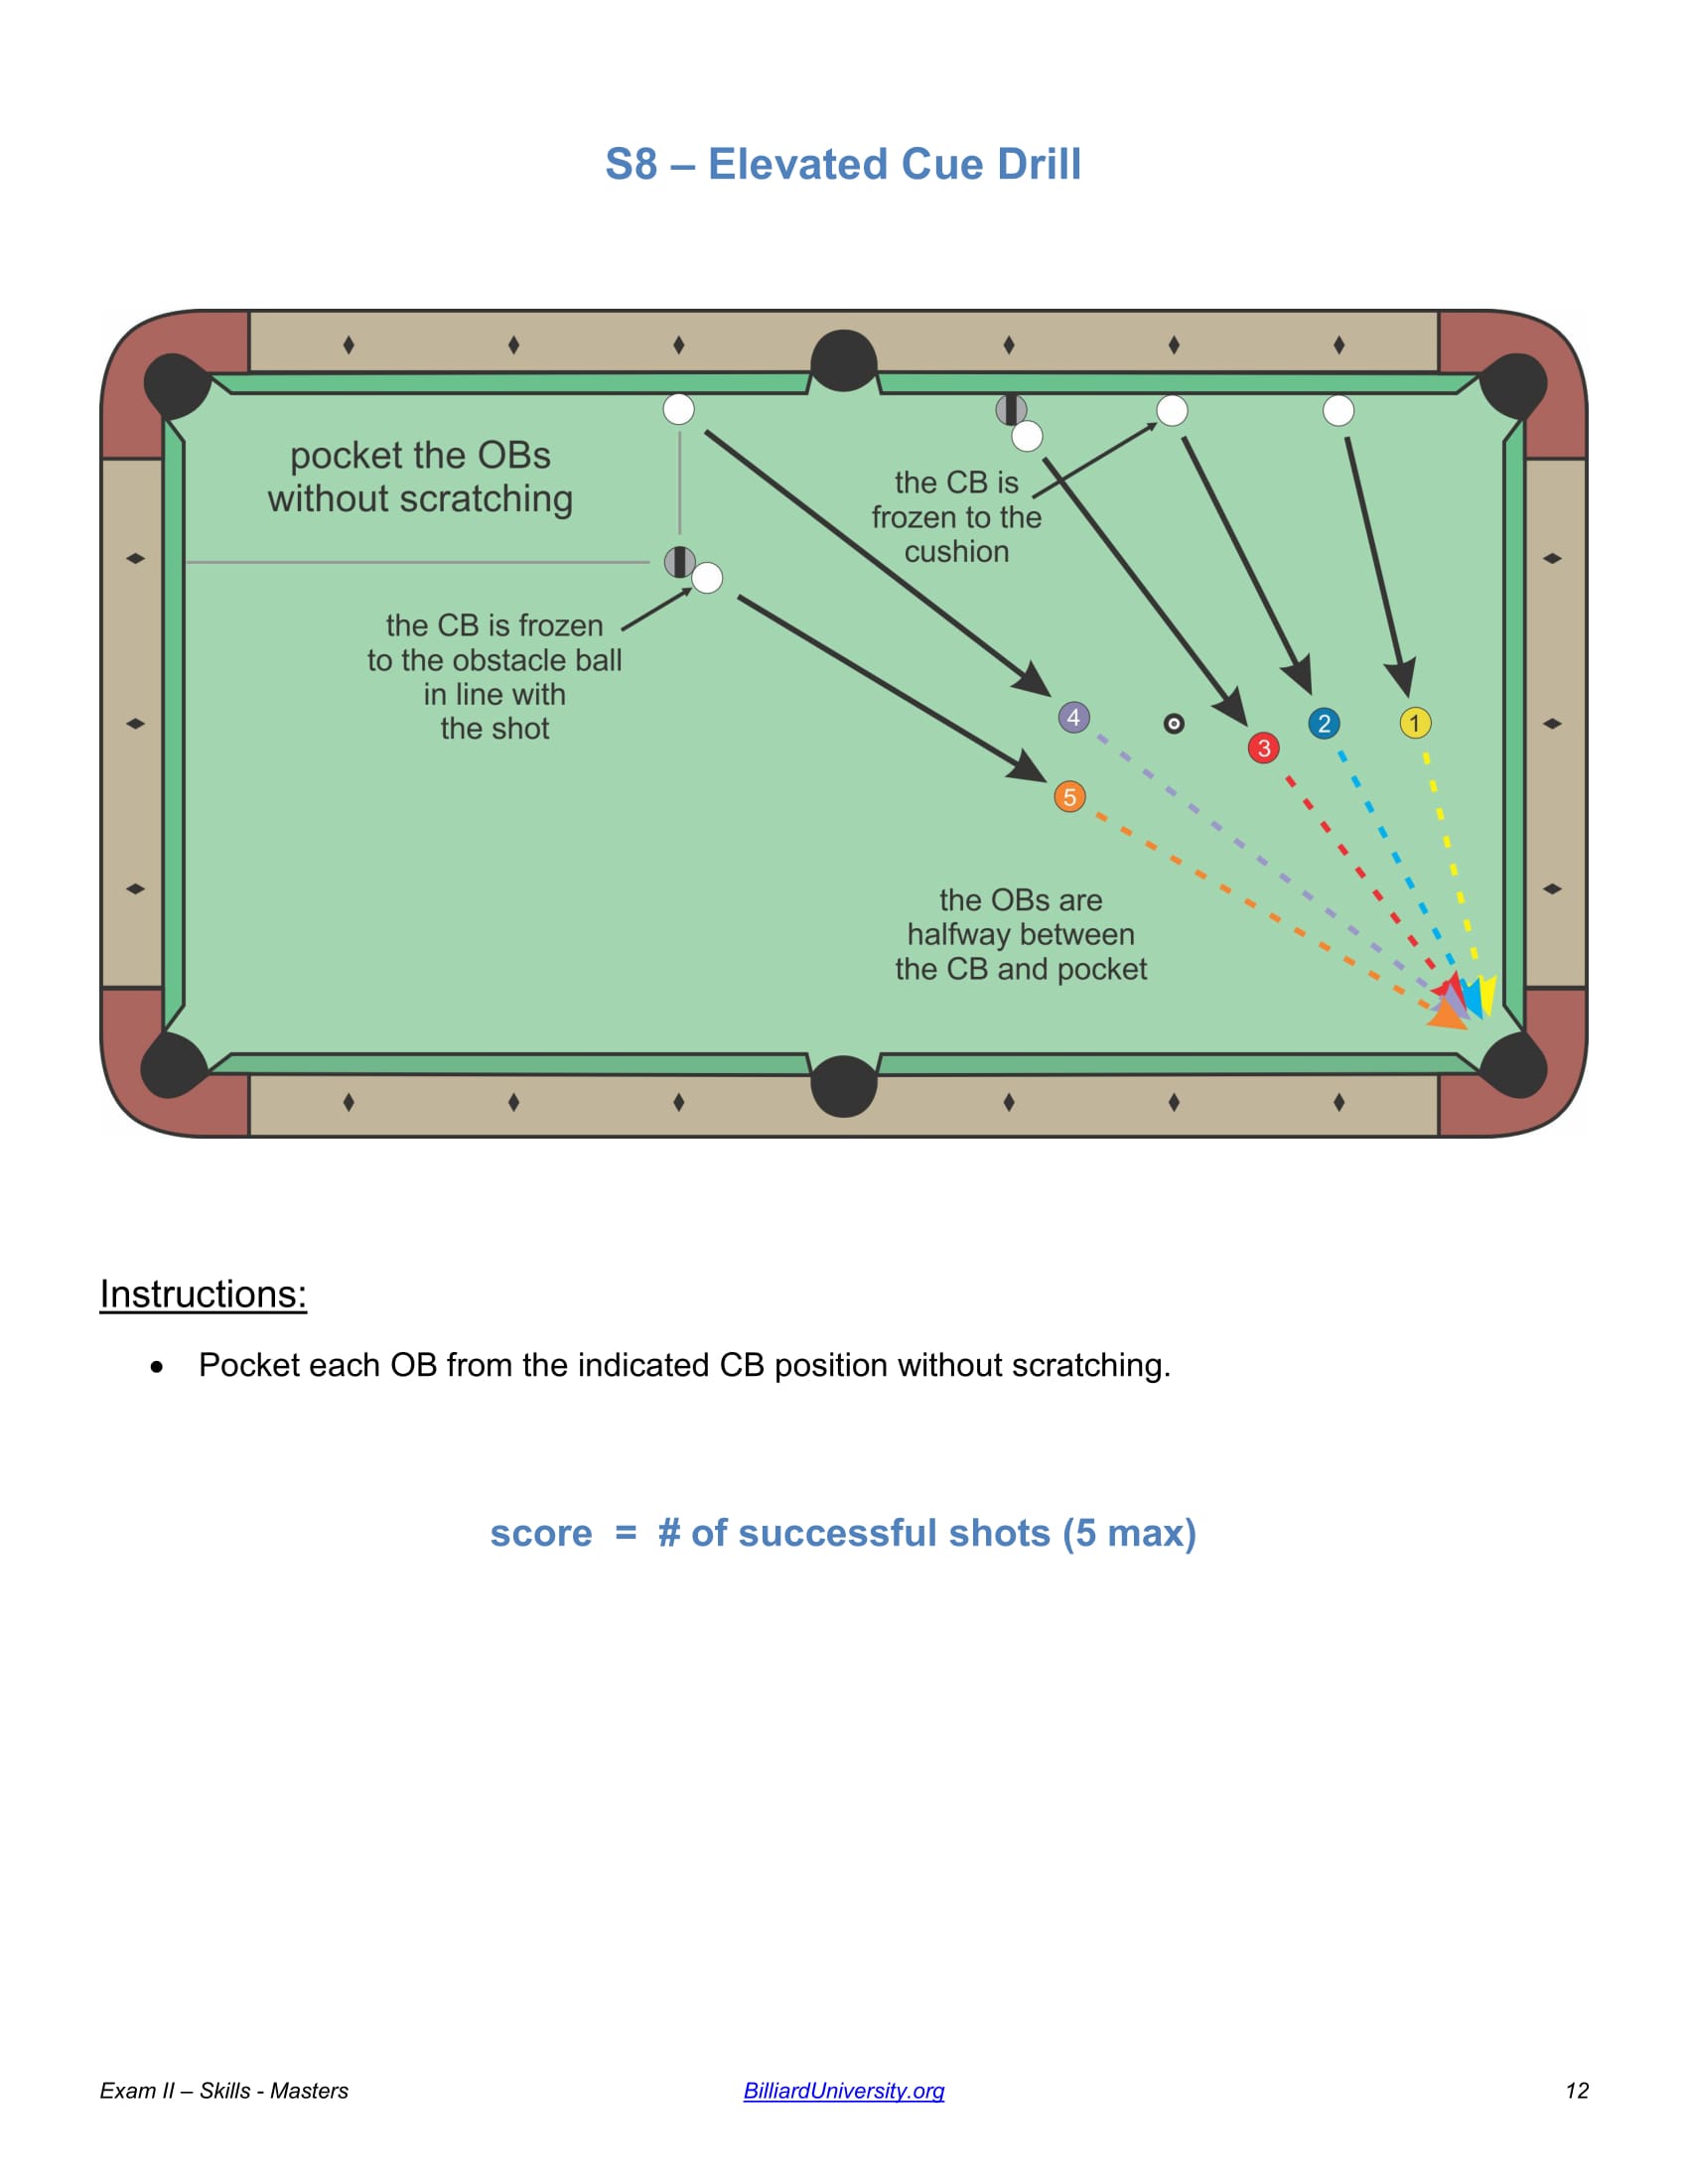 S8 – Elevated Cue Drill
pocket the OBs
without scratching
the CB is
frozen to the
cushion
the CB is frozen
to the obstacle ball
in line with
the shot
4
3
2
1
5
the OBs are
halfway between
the CB and pocket
Instructions:
• Pocket each OB from the indicated CB position without scratching.
score = # of successful shots (5 max)
Exam II – Skills - Masters BilliardUniversity.org 12